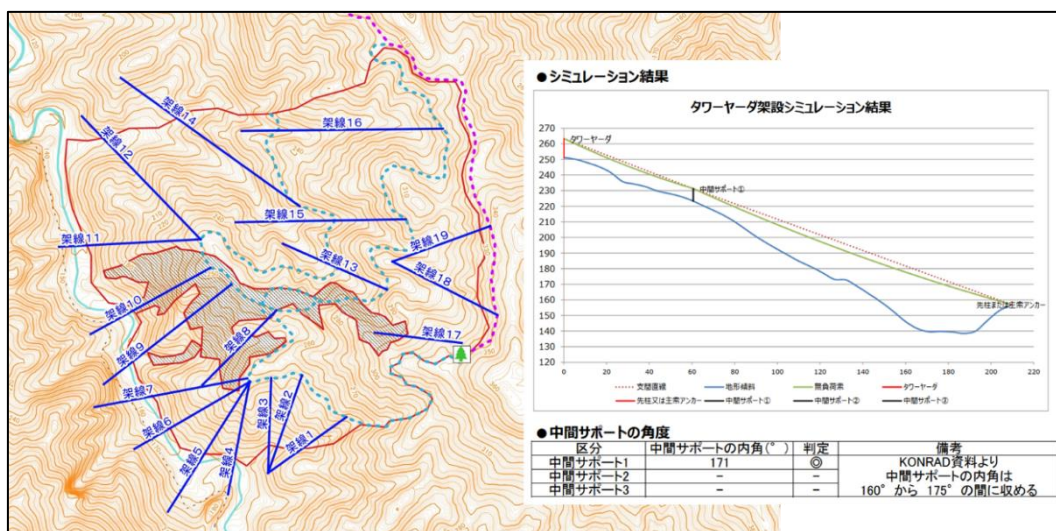 架線14
架線16
架線12
架線15
架線11
架線19
架線13
架線18
架線10
架線8
架線17
架線9
架線7
架線2
架線3
架線6
架線1
架線5
架線4
●シミュレーション結果
タワーヤーダ架設シミュレーション結果
270
260
250
240
230
220
210
200
190
180
170
160
150
140
130
120
タワーヤーダ
中間サポート①
先柱または主索アンカー
0 20 40 60 80 100 120 140 160 180 200 220 240
支間直線 地形傾斜 無負荷索 タワーヤーダ
先柱又は主索アンカー 中間サポート① 中間サポート② 中間サポート③
●中間サポートの角度
区分 中間サポートの内角(°) 判定 備考
中間サポート1 171 ◎ KONRAD資料より
中間サポート2 - - 中間サポートの内角は
中間サポート3 - - 160°から 175°の間に収める